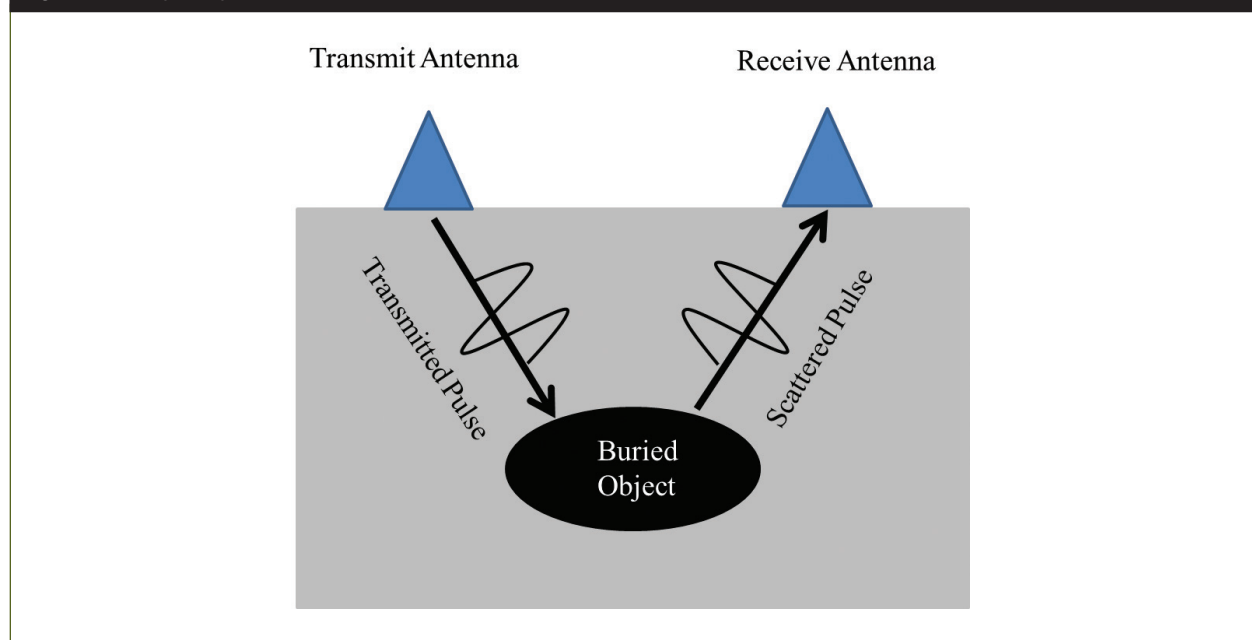 Transmit Antenna
Receive Antenna
Transmitted Pulse
Scattered Pulse
Buried
Object